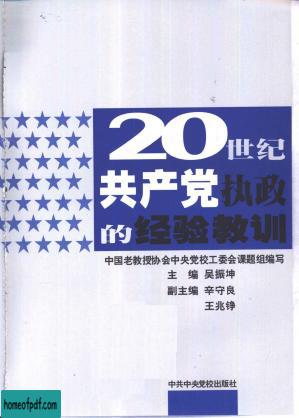 20世纪
共产党执政
的经验教训
中国老教授协会中央党校工委会课题组编写
主 编 吴振坤
副主编 辛守良
王兆铮
中共中央党校出版社
homeofpdf.com